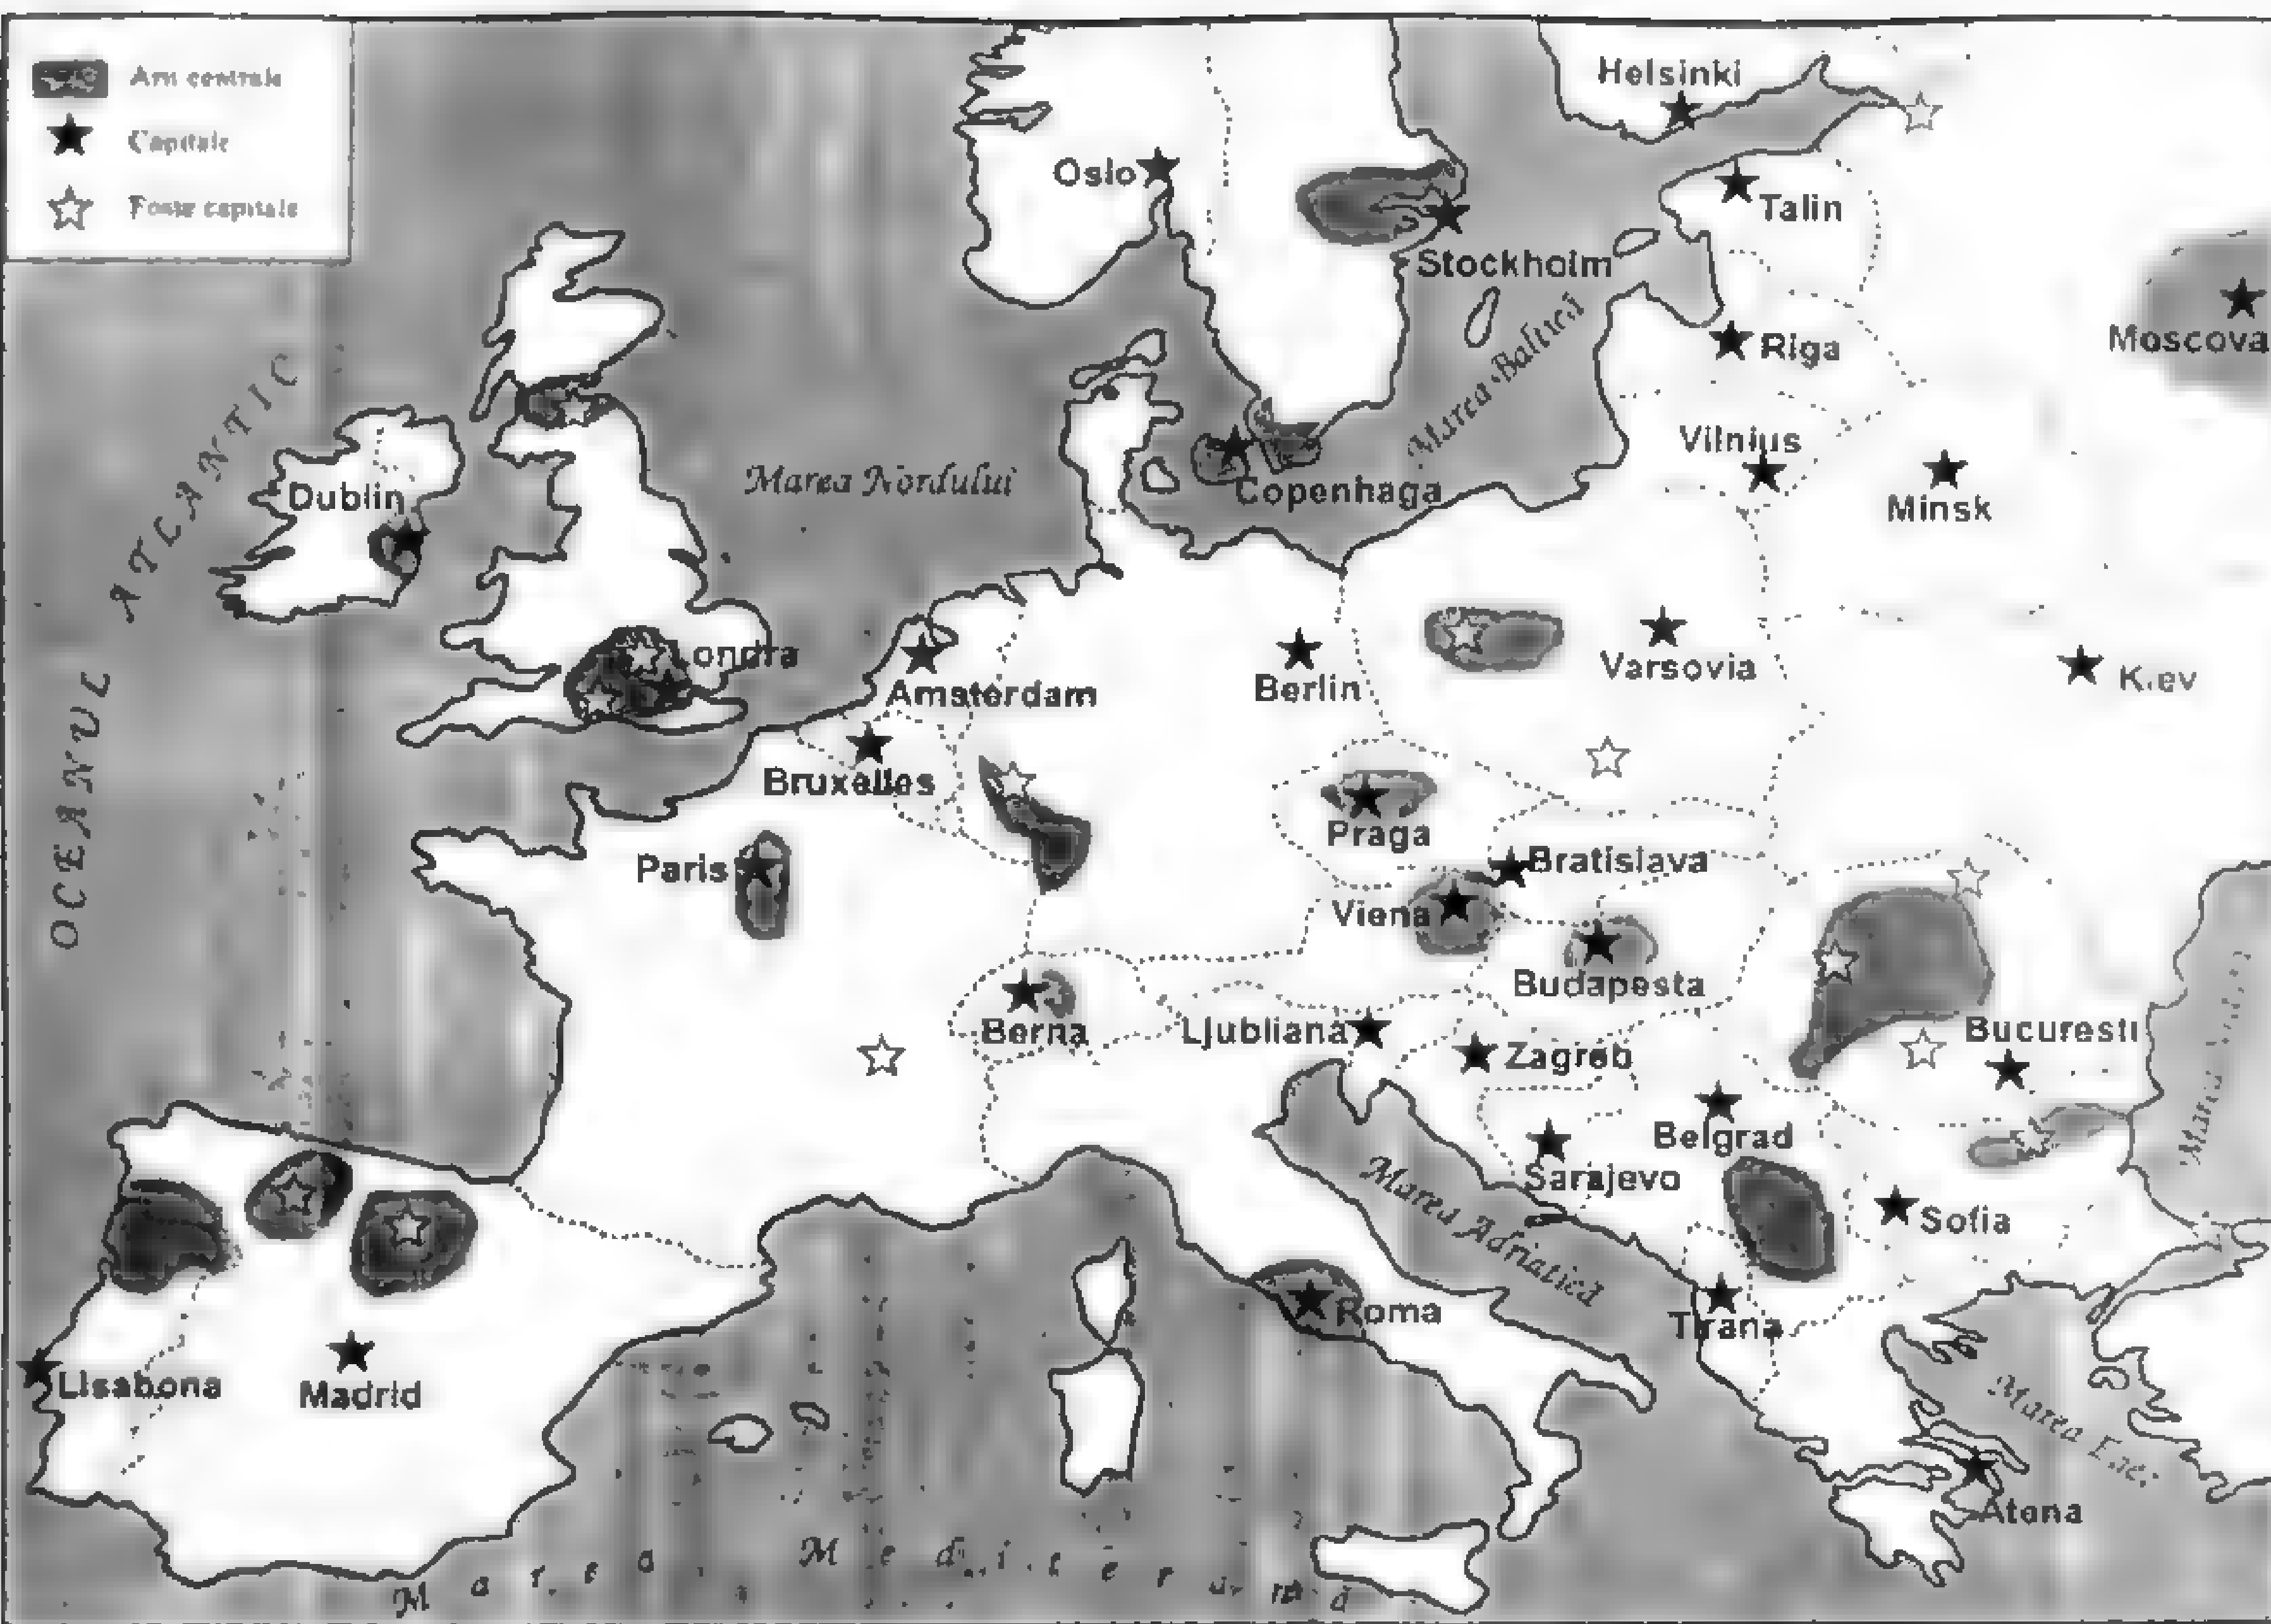 Arii centrale
Capitale
Foste capitale
Helsinki
Oslo
Talin
Stockholm
Moscova
Riga
Marea Baltică
OCEANUL ATLANTIC
Vilnius
Marea Nordului
Dublin
Copenhaga
Minsk
Londra
Varsovia
Amsterdam
Berlin
Kiev
Bruxelles
Praga
Paris
Bratislava
Viena
Budapesta
Berna
Ljubliana
Zagreb
Bucuresti
Belgrad
Sarajevo
Marea Adriatică
Sofia
Roma
Tirana
Lisabona
Madrid
Marea
Atena
Marea Mediterană